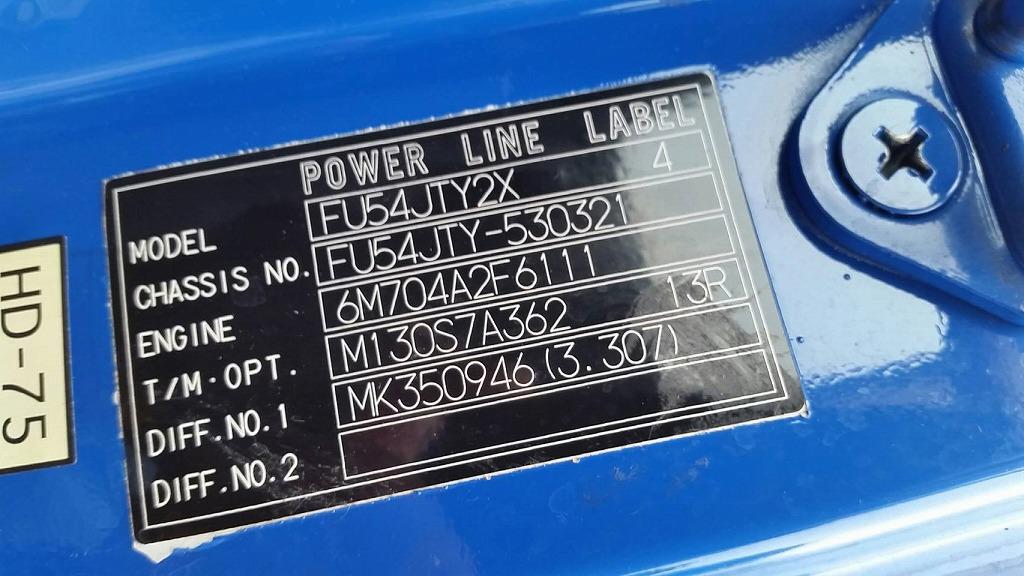 POWER LINE LABEL
MODEL FU54JTY2X 4
CHASSIS NO. FU54JTY-530321
ENGINE 6M704A2F6111
T/M·OPT. M130S7A362 13R
DIFF.NO.1 MK350946(3.307)
DIFF.NO.2
HD-75